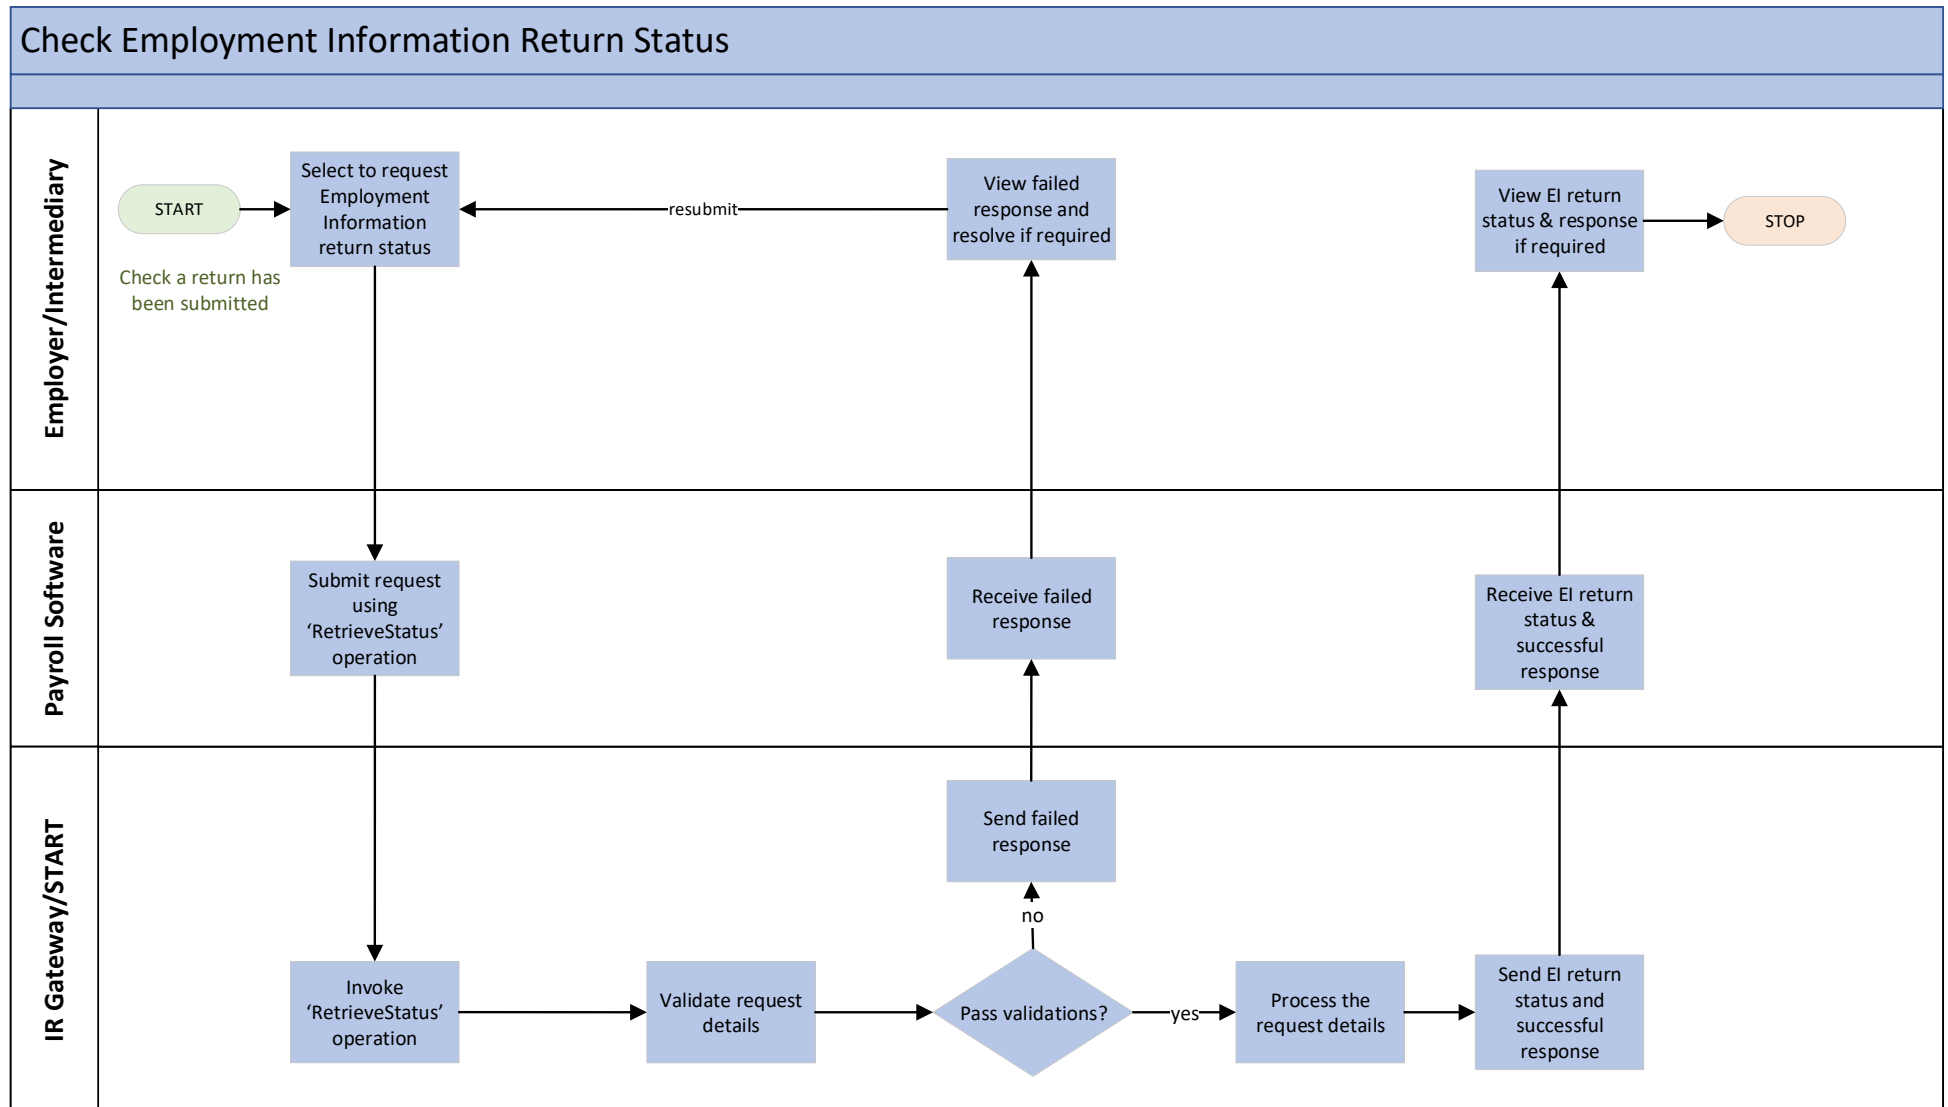 Check Employment Information Return Status
Employer/Intermediary
START
Check a return has
been submitted
Select to request
Employment
Information
return status
resubmit
View failed
response and
resolve if required
View EI return
status & response
if required
STOP
Payroll Software
Submit request
using
‘RetrieveStatus’
operation
Receive failed
response
Receive EI return
status &
successful
response
IR Gateway/START
Invoke
‘RetrieveStatus’
operation
Validate request
details
Pass validations?
no
Send failed
response
yes
Process the
request details
Send EI return
status and
successful
response